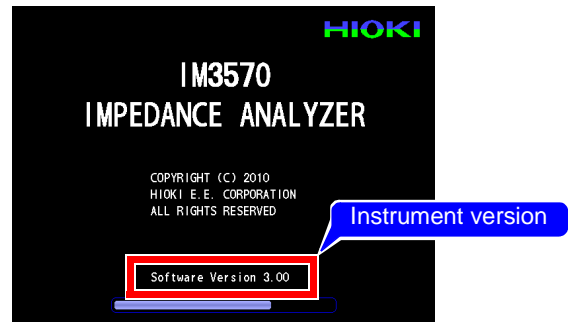 HIOKI
IM3570
IMPEDANCE ANALYZER
COPYRIGHT (C) 2010
HIOKI E.E. CORPORATION
ALL RIGHTS RESERVED
Instrument version
Software Version 3.00